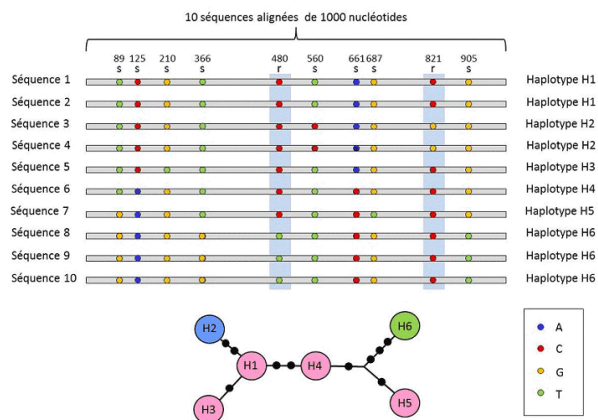 10 séquences alignées de 1000 nucléotides
89 125 210 366 480 560 661 687 821 905
s s s s r s s s r s
Séquence 1 Haplotype H1
Séquence 2 Haplotype H1
Séquence 3 Haplotype H2
Séquence 4 Haplotype H2
Séquence 5 Haplotype H3
Séquence 6 Haplotype H4
Séquence 7 Haplotype H5
Séquence 8 Haplotype H6
Séquence 9 Haplotype H6
Séquence 10 Haplotype H6
H2 H6
H1 H4
H3 H5
A
C
G
T